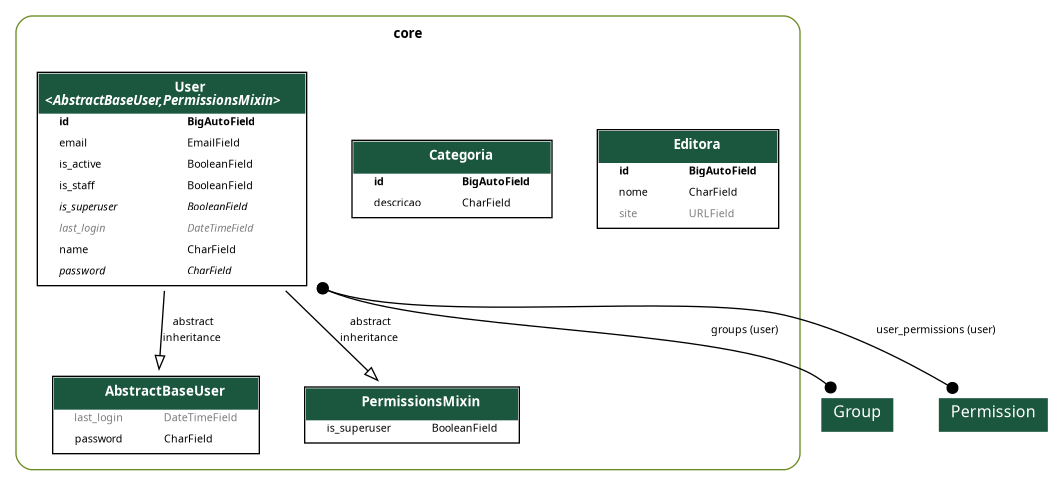 core
User
<AbstractBaseUser,PermissionsMixin>
id BigAutoField
email EmailField
is_active BooleanField
is_staff BooleanField
is_superuser BooleanField
last_login DateTimeField
name CharField
password CharField
Categoria
id BigAutoField
descricao CharField
Editora
id BigAutoField
nome CharField
site URLField
abstract
inheritance
abstract
inheritance
groups (user)
user_permissions (user)
AbstractBaseUser
last_login DateTimeField
password CharField
PermissionsMixin
is_superuser BooleanField
Group
Permission